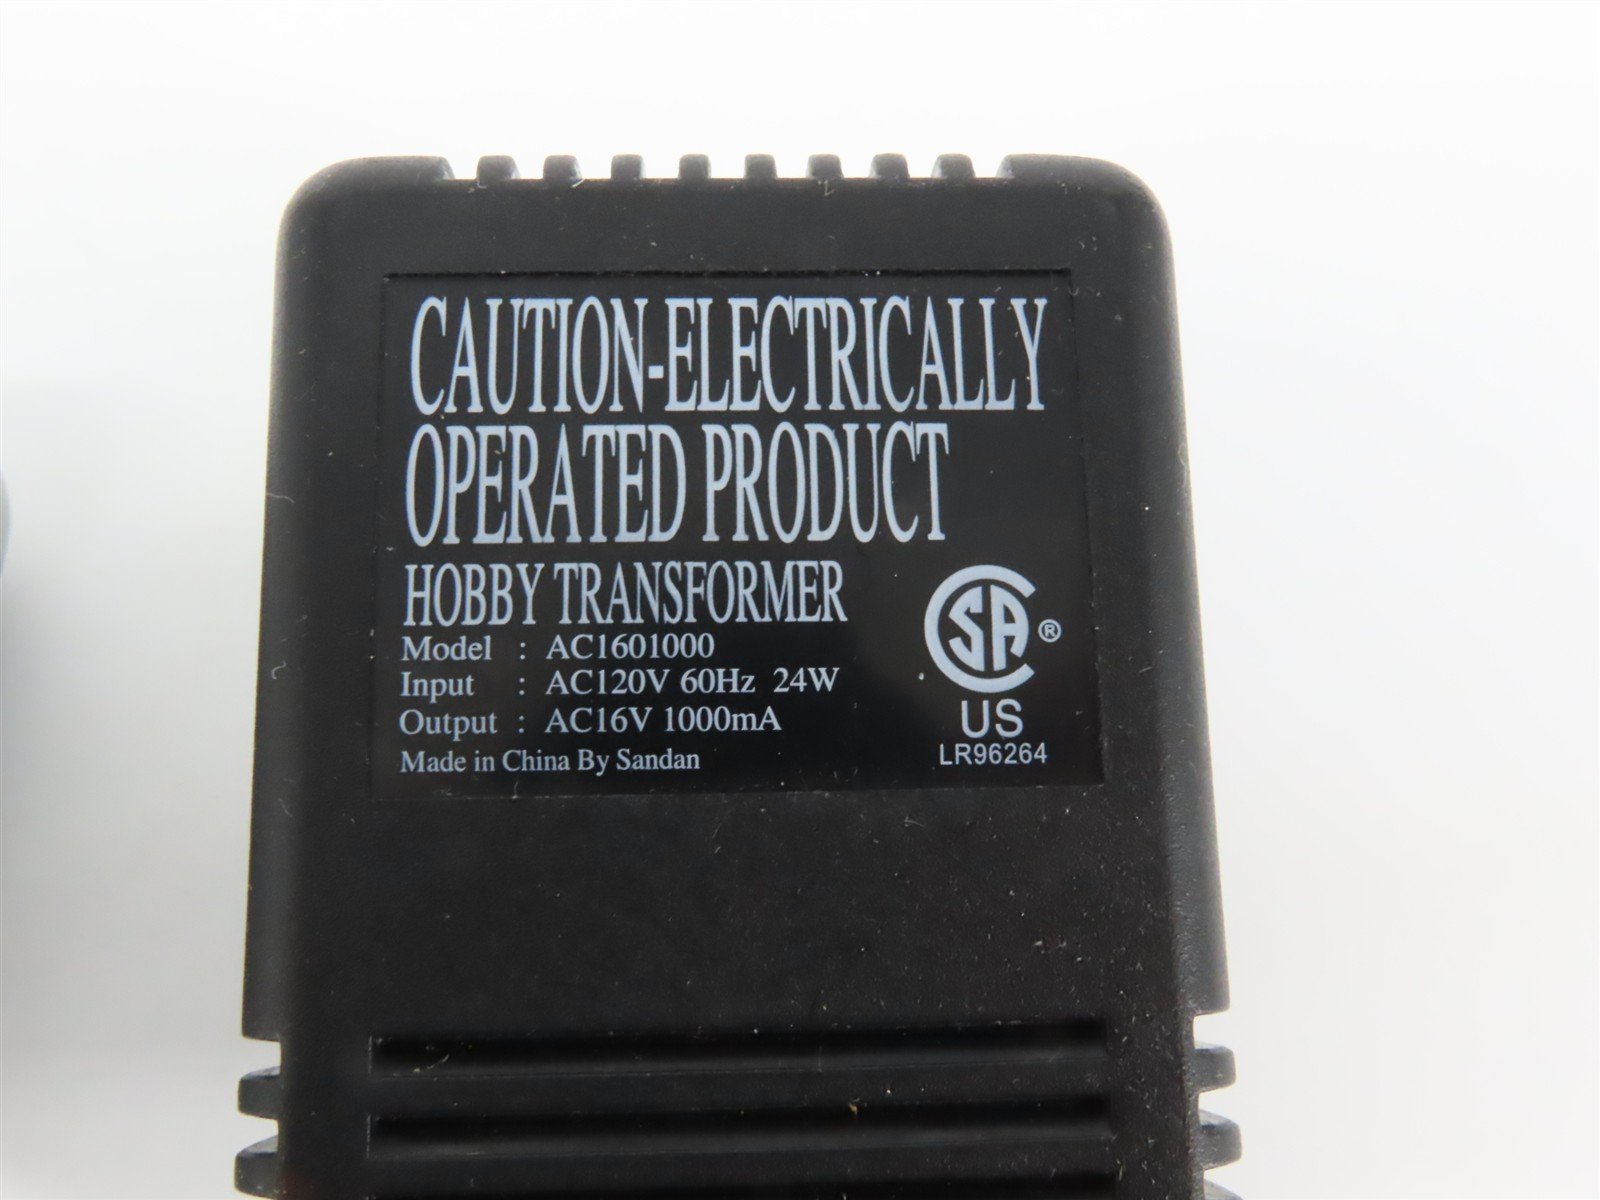 CAUTION-ELECTRICALLY
OPERATED PRODUCT
HOBBY TRANSFORMER
Model : AC1601000
Input : AC120V 60Hz 24W
Output : AC16V 1000mA
Made in China By Sandan
CSA®
US
LR96264